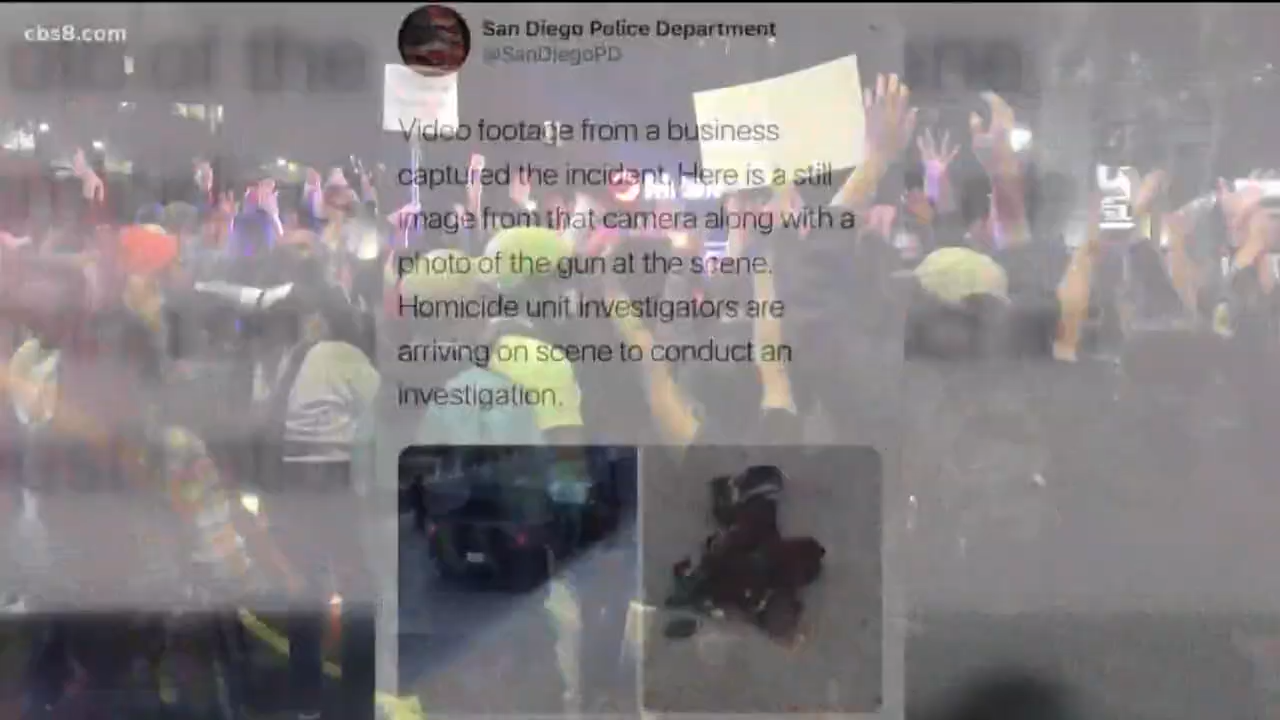 cbs8.com
San Diego Police Department
@SanDiegoPD
Video footage from a business
captured the incident. Here is a still
image from that camera along with a
photo of the gun at the scene.
Homicide unit investigators are
arriving on scene to conduct an
investigation.